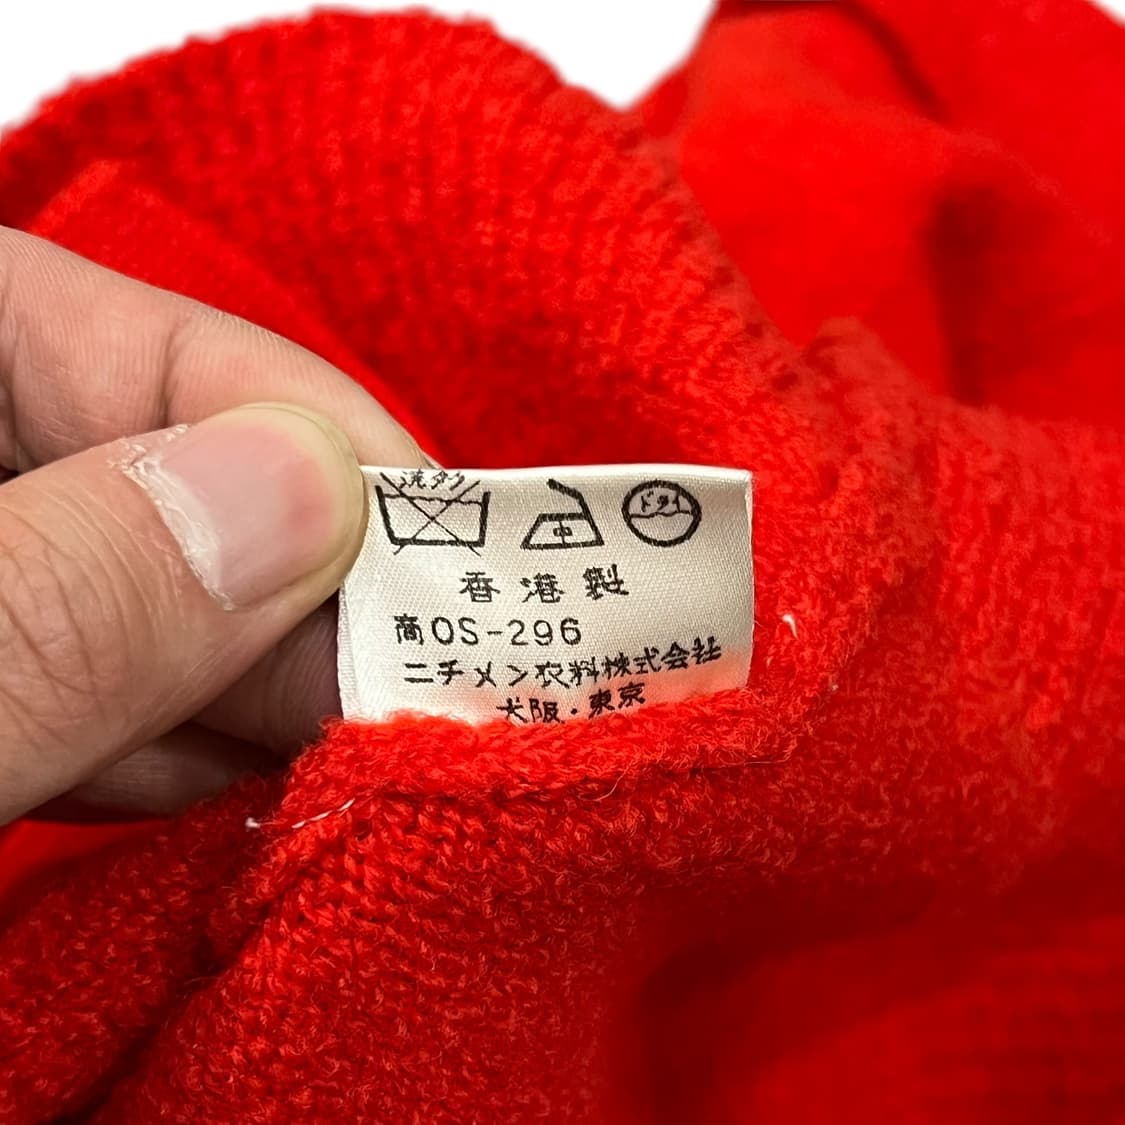 洗タク
中 ドライ
香港製
商OS-296
ニチメン衣料株式会社
大阪・東京